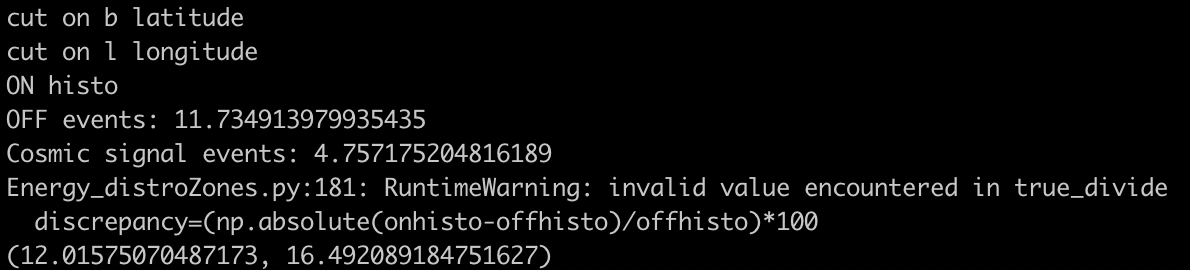 cut on b latitude
cut on l longitude
ON histo
OFF events: 11.734913979935435
Cosmic signal events: 4.757175204816189
Energy_distroZones.py:181: RuntimeWarning: invalid value encountered in true_divide
  discrepancy=(np.absolute(onhisto-offhisto)/offhisto)*100
(12.01575070487173, 16.492089184751627)